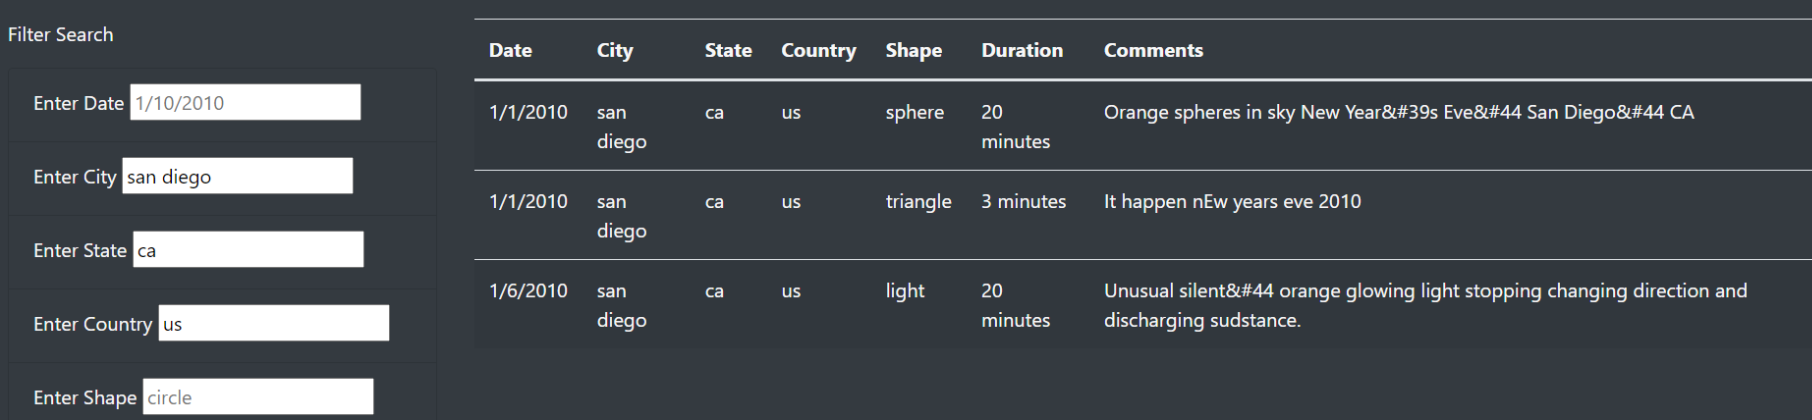 Filter Search
Enter Date 1/10/2010
Enter City san diego
Enter State ca
Enter Country us
Enter Shape circle
Date City State Country Shape Duration Comments
1/1/2010 san ca us sphere 20 Orange spheres in sky New Year&#39s Eve&#44 San Diego&#44 CA
diego minutes
1/1/2010 san ca us triangle 3 minutes It happen nEw years eve 2010
diego
1/6/2010 san ca us light 20 Unusual silent&#44 orange glowing light stopping changing direction and
diego minutes discharging sudstance.